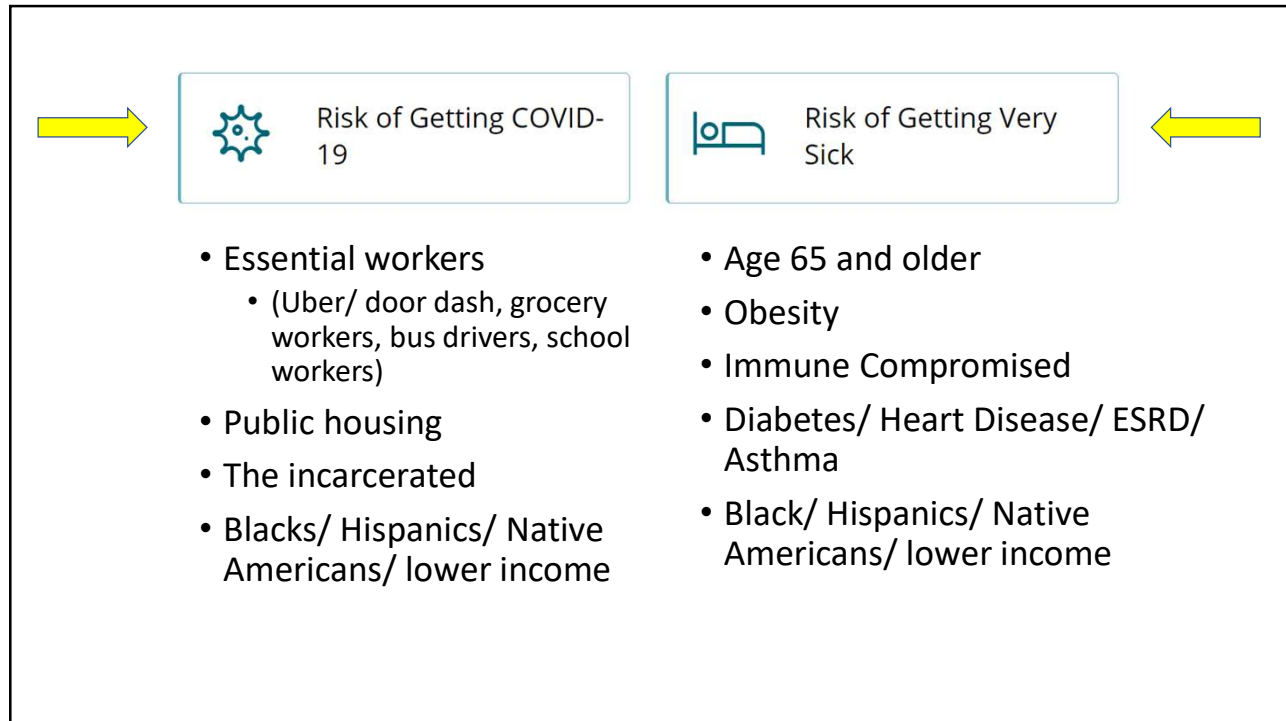 Risk of Getting COVID-
19
Risk of Getting Very
Sick
• Essential workers
• (Uber/ door dash, grocery
workers, bus drivers, school
workers)
• Public housing
• The incarcerated
• Blacks/ Hispanics/ Native
Americans/ lower income
• Age 65 and older
• Obesity
• Immune Compromised
• Diabetes/ Heart Disease/ ESRD/
Asthma
• Black/ Hispanics/ Native
Americans/ lower income